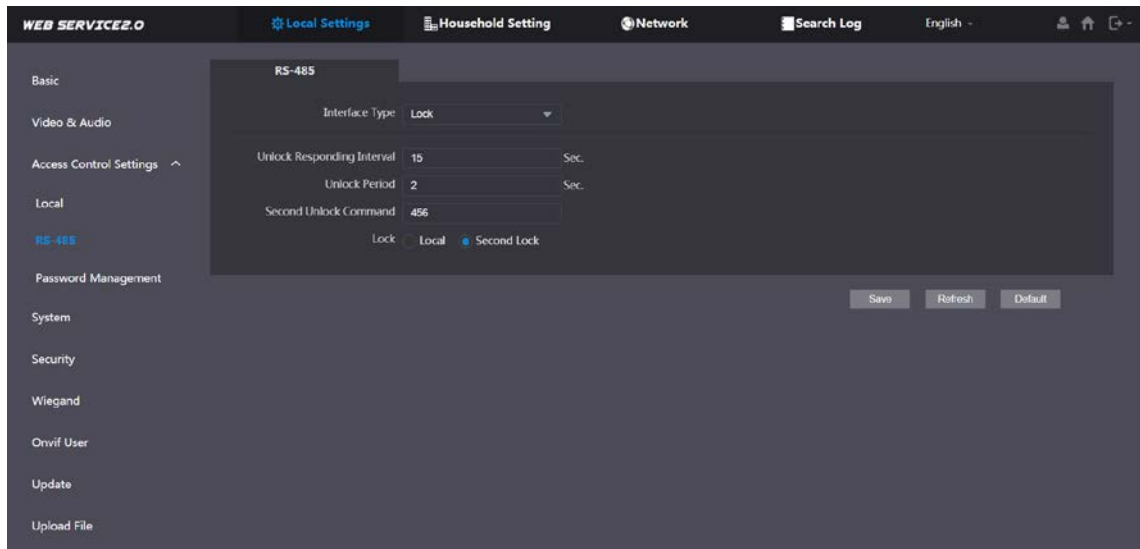 WEB SERVICE2.0 Local Settings Household Setting Network Search Log English
Basic
Video & Audio
Access Control Settings
Local
RS-485
Password Management
System
Security
Wiegand
Onvif User
Update
Upload File
RS-485
Interface Type Lock
Unlock Responding Interval 15 Sec.
Unlock Period 2 Sec.
Second Unlock Command 456
Lock Local Second Lock
Save Refresh Default